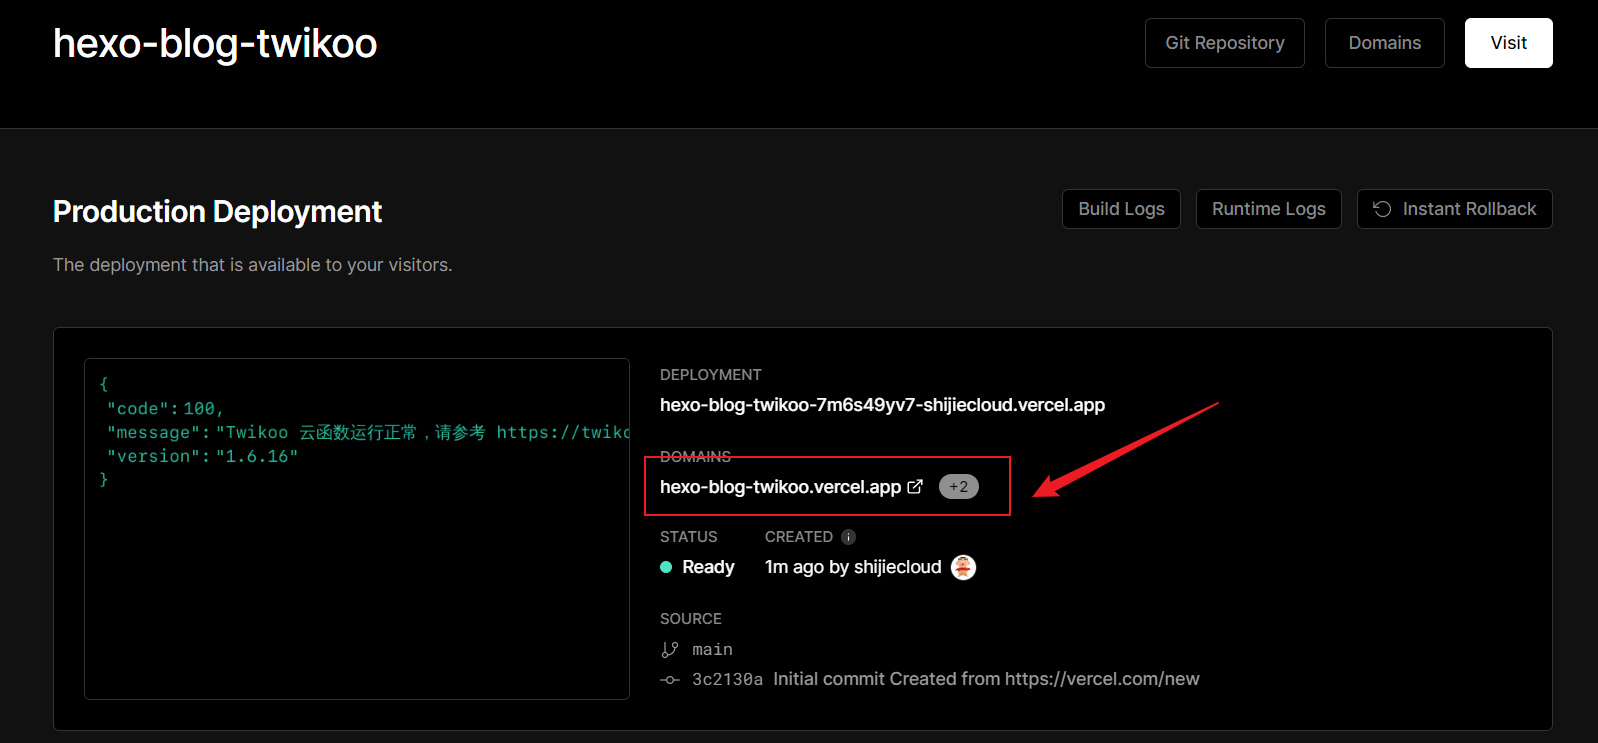 hexo-blog-twikoo
Git Repository
Domains
Visit
Production Deployment
Build Logs
Runtime Logs
Instant Rollback
The deployment that is available to your visitors.
{
"code": 100,
"message": "Twikoo 云函数运行正常，请参考 https://twik
"version": "1.6.16"
}
DEPLOYMENT
hexo-blog-twikoo-7m6s49yv7-shijiecloud.vercel.app
DOMAINS
hexo-blog-twikoo.vercel.app +2
STATUS
CREATED
Ready
1m ago by shijiecloud
SOURCE
main
3c2130a Initial commit Created from https://vercel.com/new